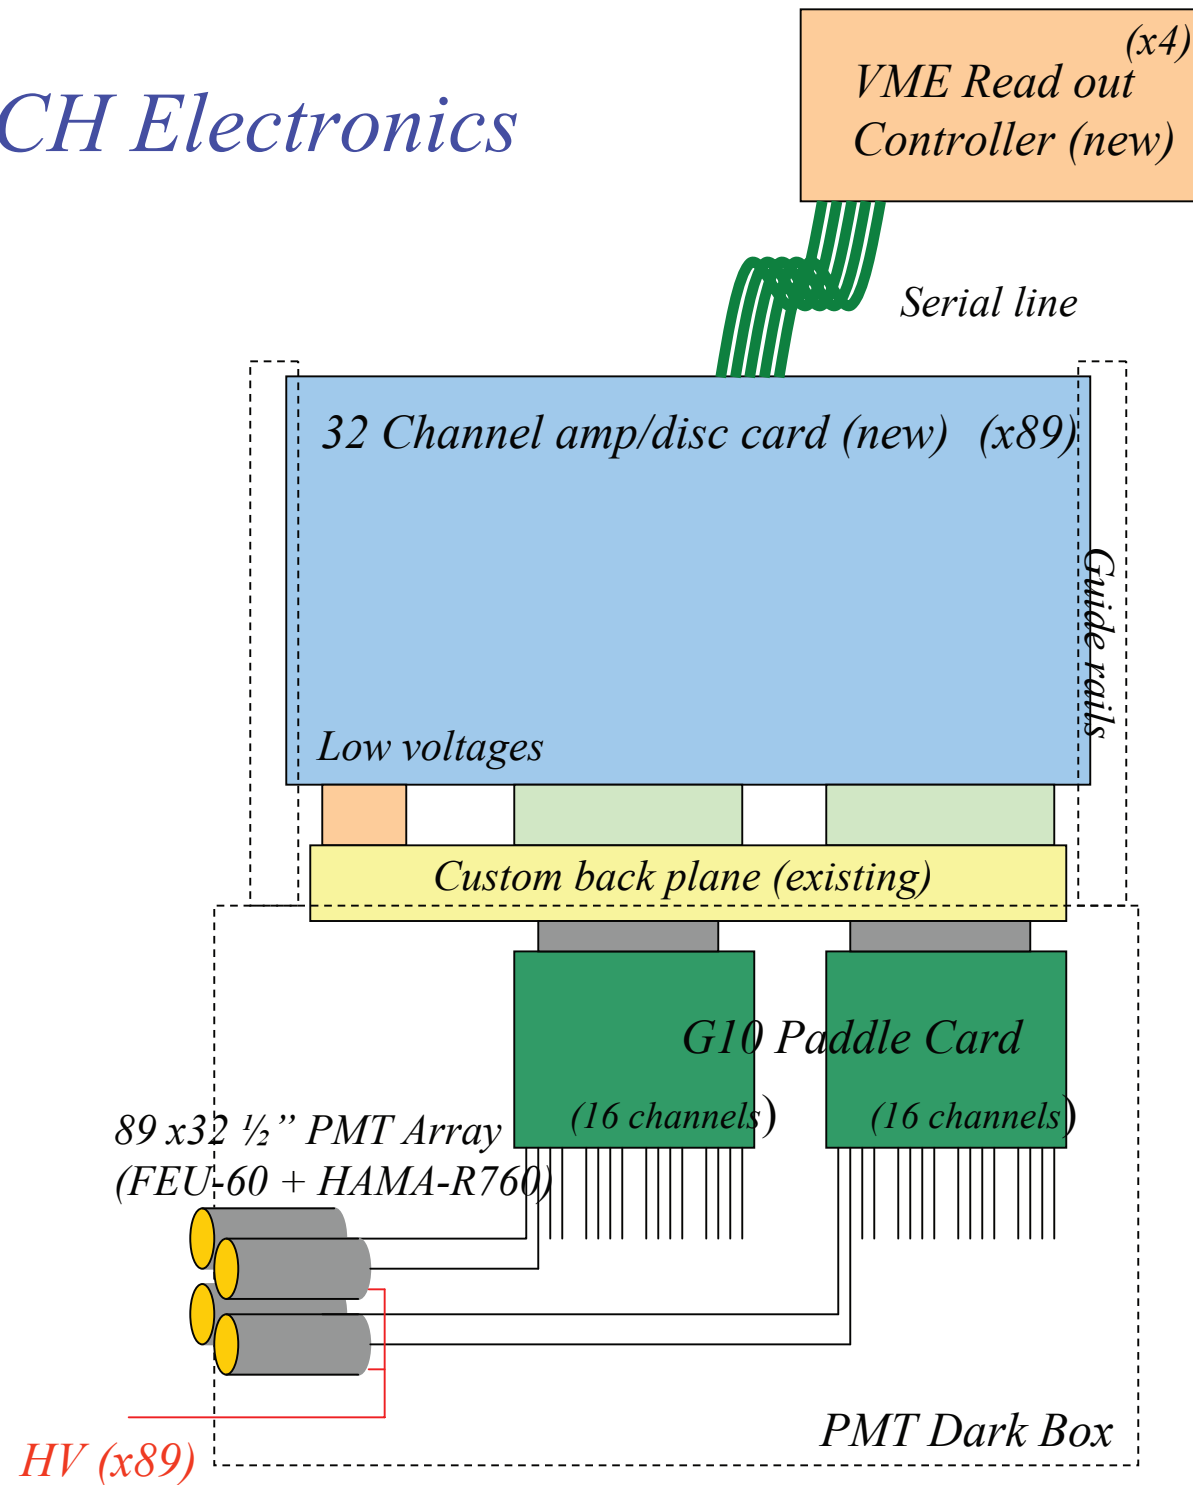 CH Electronics
(x4)
VME Read out
Controller (new)
Serial line
32 Channel amp/disc card (new) (x89)
Guide rails
Low voltages
Custom back plane (existing)
G10 Paddle Card
(16 channels) (16 channels)
89 x32 ½” PMT Array
(FEU-60 + HAMA-R760)
PMT Dark Box
HV (x89)